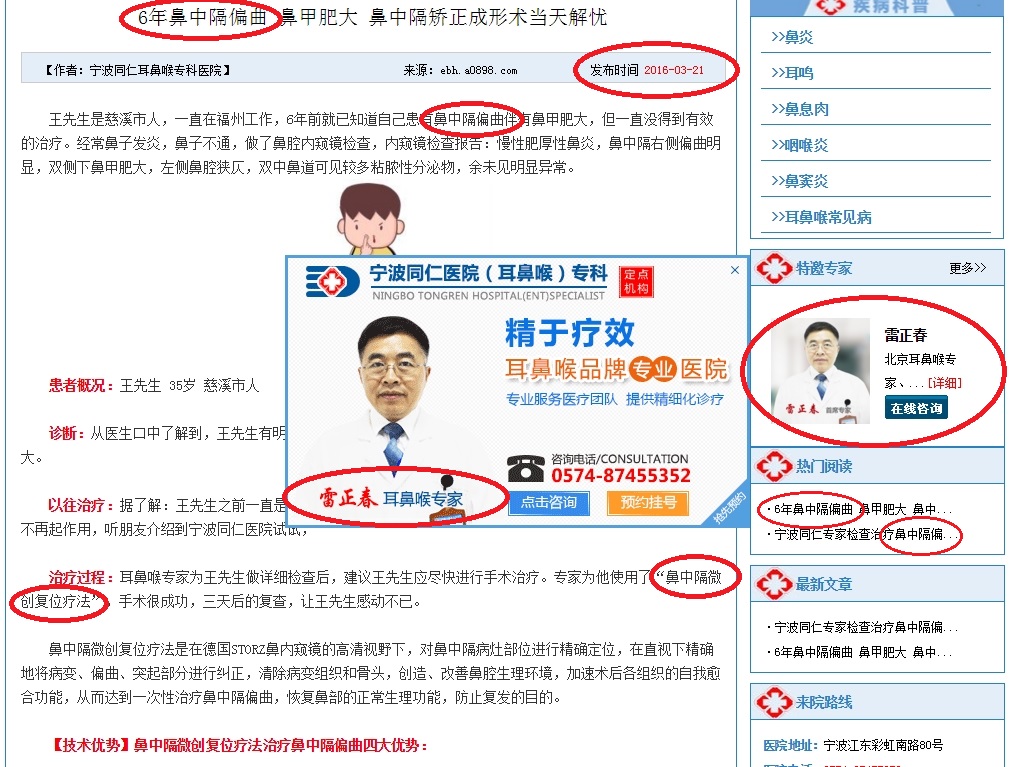 6年鼻中隔偏曲 鼻甲肥大 鼻中隔矫正成形术当天解忧
【作者：宁波同仁耳鼻喉专科医院】
来源：ebh.a0898.com
发布时间 2016-03-21
王先生是慈溪市人，一直在福州工作，6年前就已知道自己患有鼻中隔偏曲伴有鼻甲肥大，但一直没得到有效
的治疗。经常鼻子发炎，鼻子不通，做了鼻腔内窥镜检查，内窥镜检查报告：慢性肥厚性鼻炎，鼻中隔右侧偏曲明
显，双侧下鼻甲肥大，左侧鼻腔狭仄，双中鼻道可见较多粘脓性分泌物，余未见明显异常。
患者概况：王先生 35岁 慈溪市人
诊断：从医生口中了解到，王先生有明
大。
以往治疗：据了解：王先生之前一直是
不再起作用，听朋友介绍到宁波同仁医院试试，
治疗过程：耳鼻喉专家为王先生做详细检查后，建议王先生应尽快进行手术治疗。专家为他使用了“鼻中隔微
创复位疗法”，手术很成功，三天后的复查，让王先生感动不已。
鼻中隔微创复位疗法是在德国STORZ鼻内窥镜的高清视野下，对鼻中隔病灶部位进行精确定位，在直视下精确
地将病变、偏曲、突起部分进行纠正，清除病变组织和骨头，创造、改善鼻腔生理环境，加速术后各组织的自我愈
合功能，从而达到一次性治疗鼻中隔偏曲，恢复鼻部的正常生理功能，防止复发的目的。
【技术优势】鼻中隔微创复位疗法治疗鼻中隔偏曲四大优势：
宁波同仁医院（耳鼻喉）专科
NINGBO TONGREN HOSPITAL(ENT)SPECIALIST
定点
机构
×
精于疗效
耳鼻喉品牌专业医院
专业服务医疗团队 提供精细化诊疗
咨询电话/CONSULTATION
0574-87455352
点击咨询
预约挂号
抢先预约
雷正春 耳鼻喉专家
疾病科普
>>鼻炎
>>耳鸣
>>鼻息肉
>>咽喉炎
>>鼻窦炎
>>耳鼻喉常见病
特邀专家
更多>>
雷正春 首席专家
雷正春
北京耳鼻喉专
家、...[详细]
在线咨询
热门阅读
·6年鼻中隔偏曲 鼻甲肥大 鼻中...
·宁波同仁专家检查治疗鼻中隔偏...
最新文章
·宁波同仁专家检查治疗鼻中隔偏...
·6年鼻中隔偏曲 鼻甲肥大 鼻中...
来院路线
医院地址：宁波江东彩虹南路80号